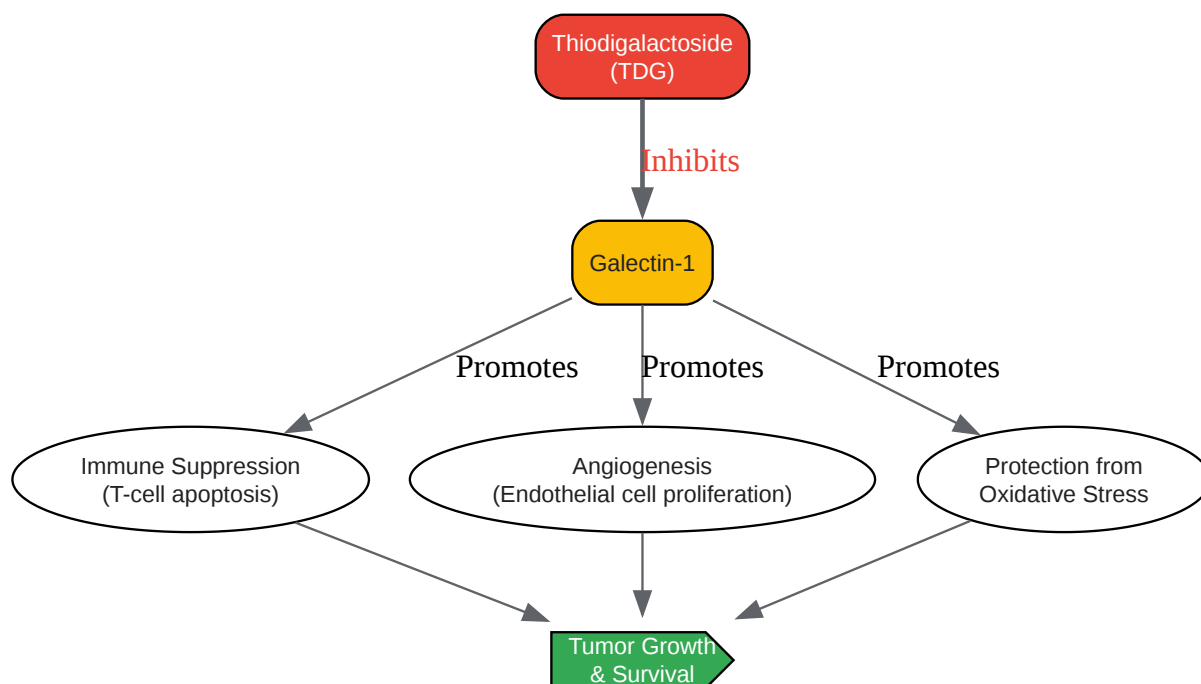 Thiodigalactoside
(TDG)
Inhibits
Galectin-1
Promotes
Promotes
Promotes
Immune Suppression
(T-cell apoptosis)
Angiogenesis
(Endothelial cell proliferation)
Protection from
Oxidative Stress
Tumor Growth
& Survival